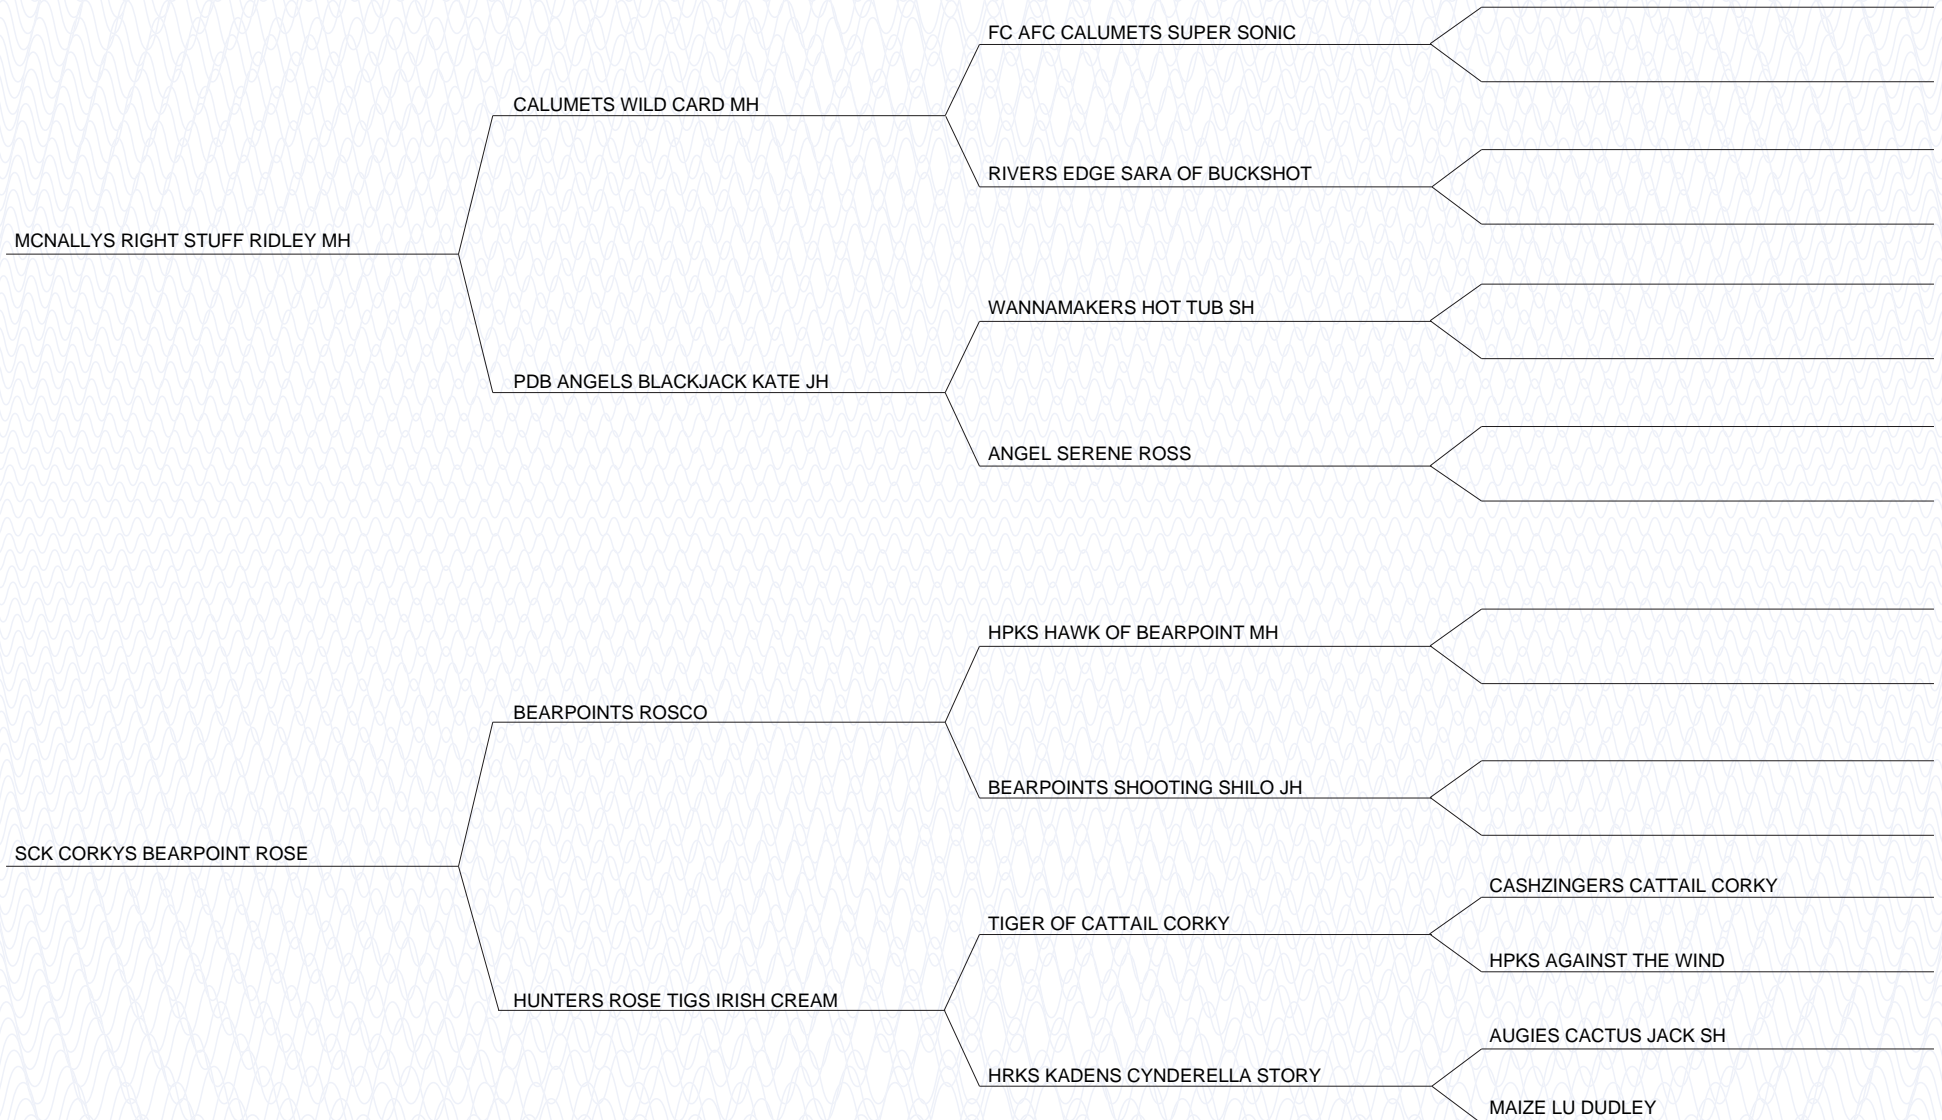 FC AFC CALUMETS SUPER SONIC
CALUMETS WILD CARD MH
RIVERS EDGE SARA OF BUCKSHOT
MCNALLYS RIGHT STUFF RIDLEY MH
WANNAMAKERS HOT TUB SH
PDB ANGELS BLACKJACK KATE JH
ANGEL SERENE ROSS
HPKS HAWK OF BEARPOINT MH
BEARPOINTS ROSCO
BEARPOINTS SHOOTING SHILO JH
SCK CORKYS BEARPOINT ROSE
CASHZINGERS CATTAIL CORKY
TIGER OF CATTAIL CORKY
HPKS AGAINST THE WIND
HUNTERS ROSE TIGS IRISH CREAM
AUGIES CACTUS JACK SH
HRKS KADENS CYNDERELLA STORY
MAIZE LU DUDLEY